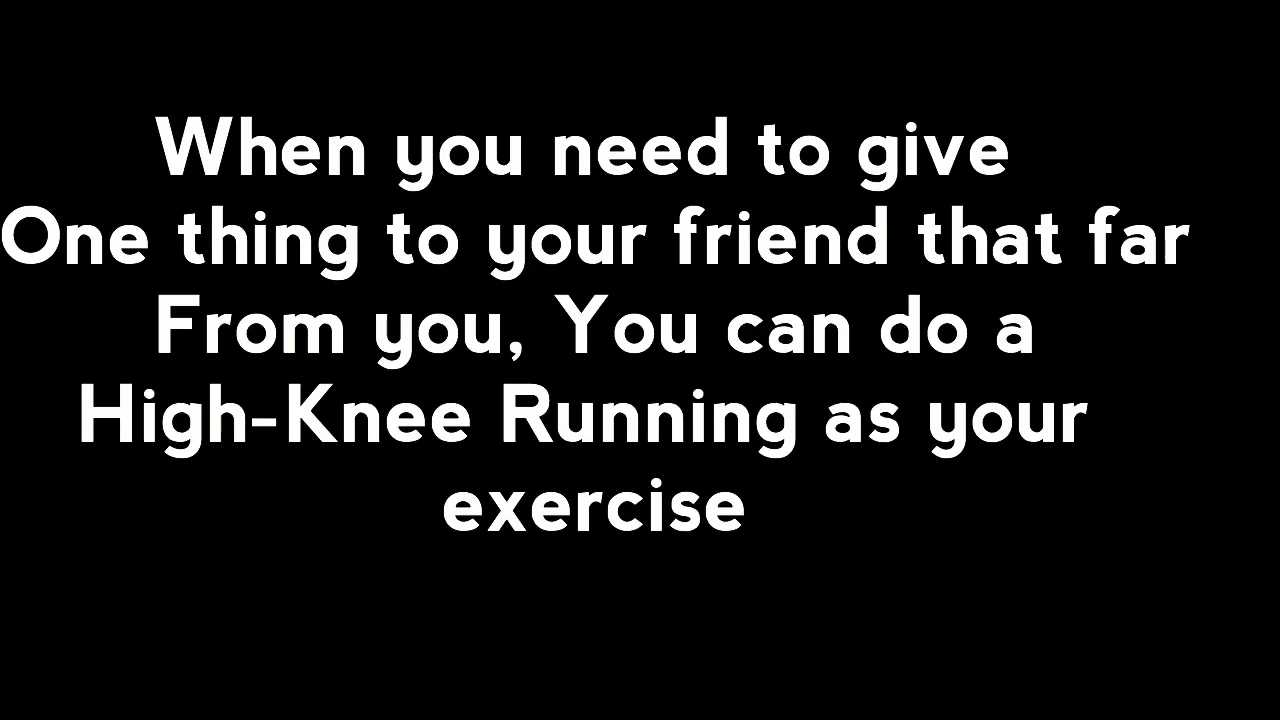 When you need to give
One thing to your friend that far
From you, You can do a
High-Knee Running as your
exercise